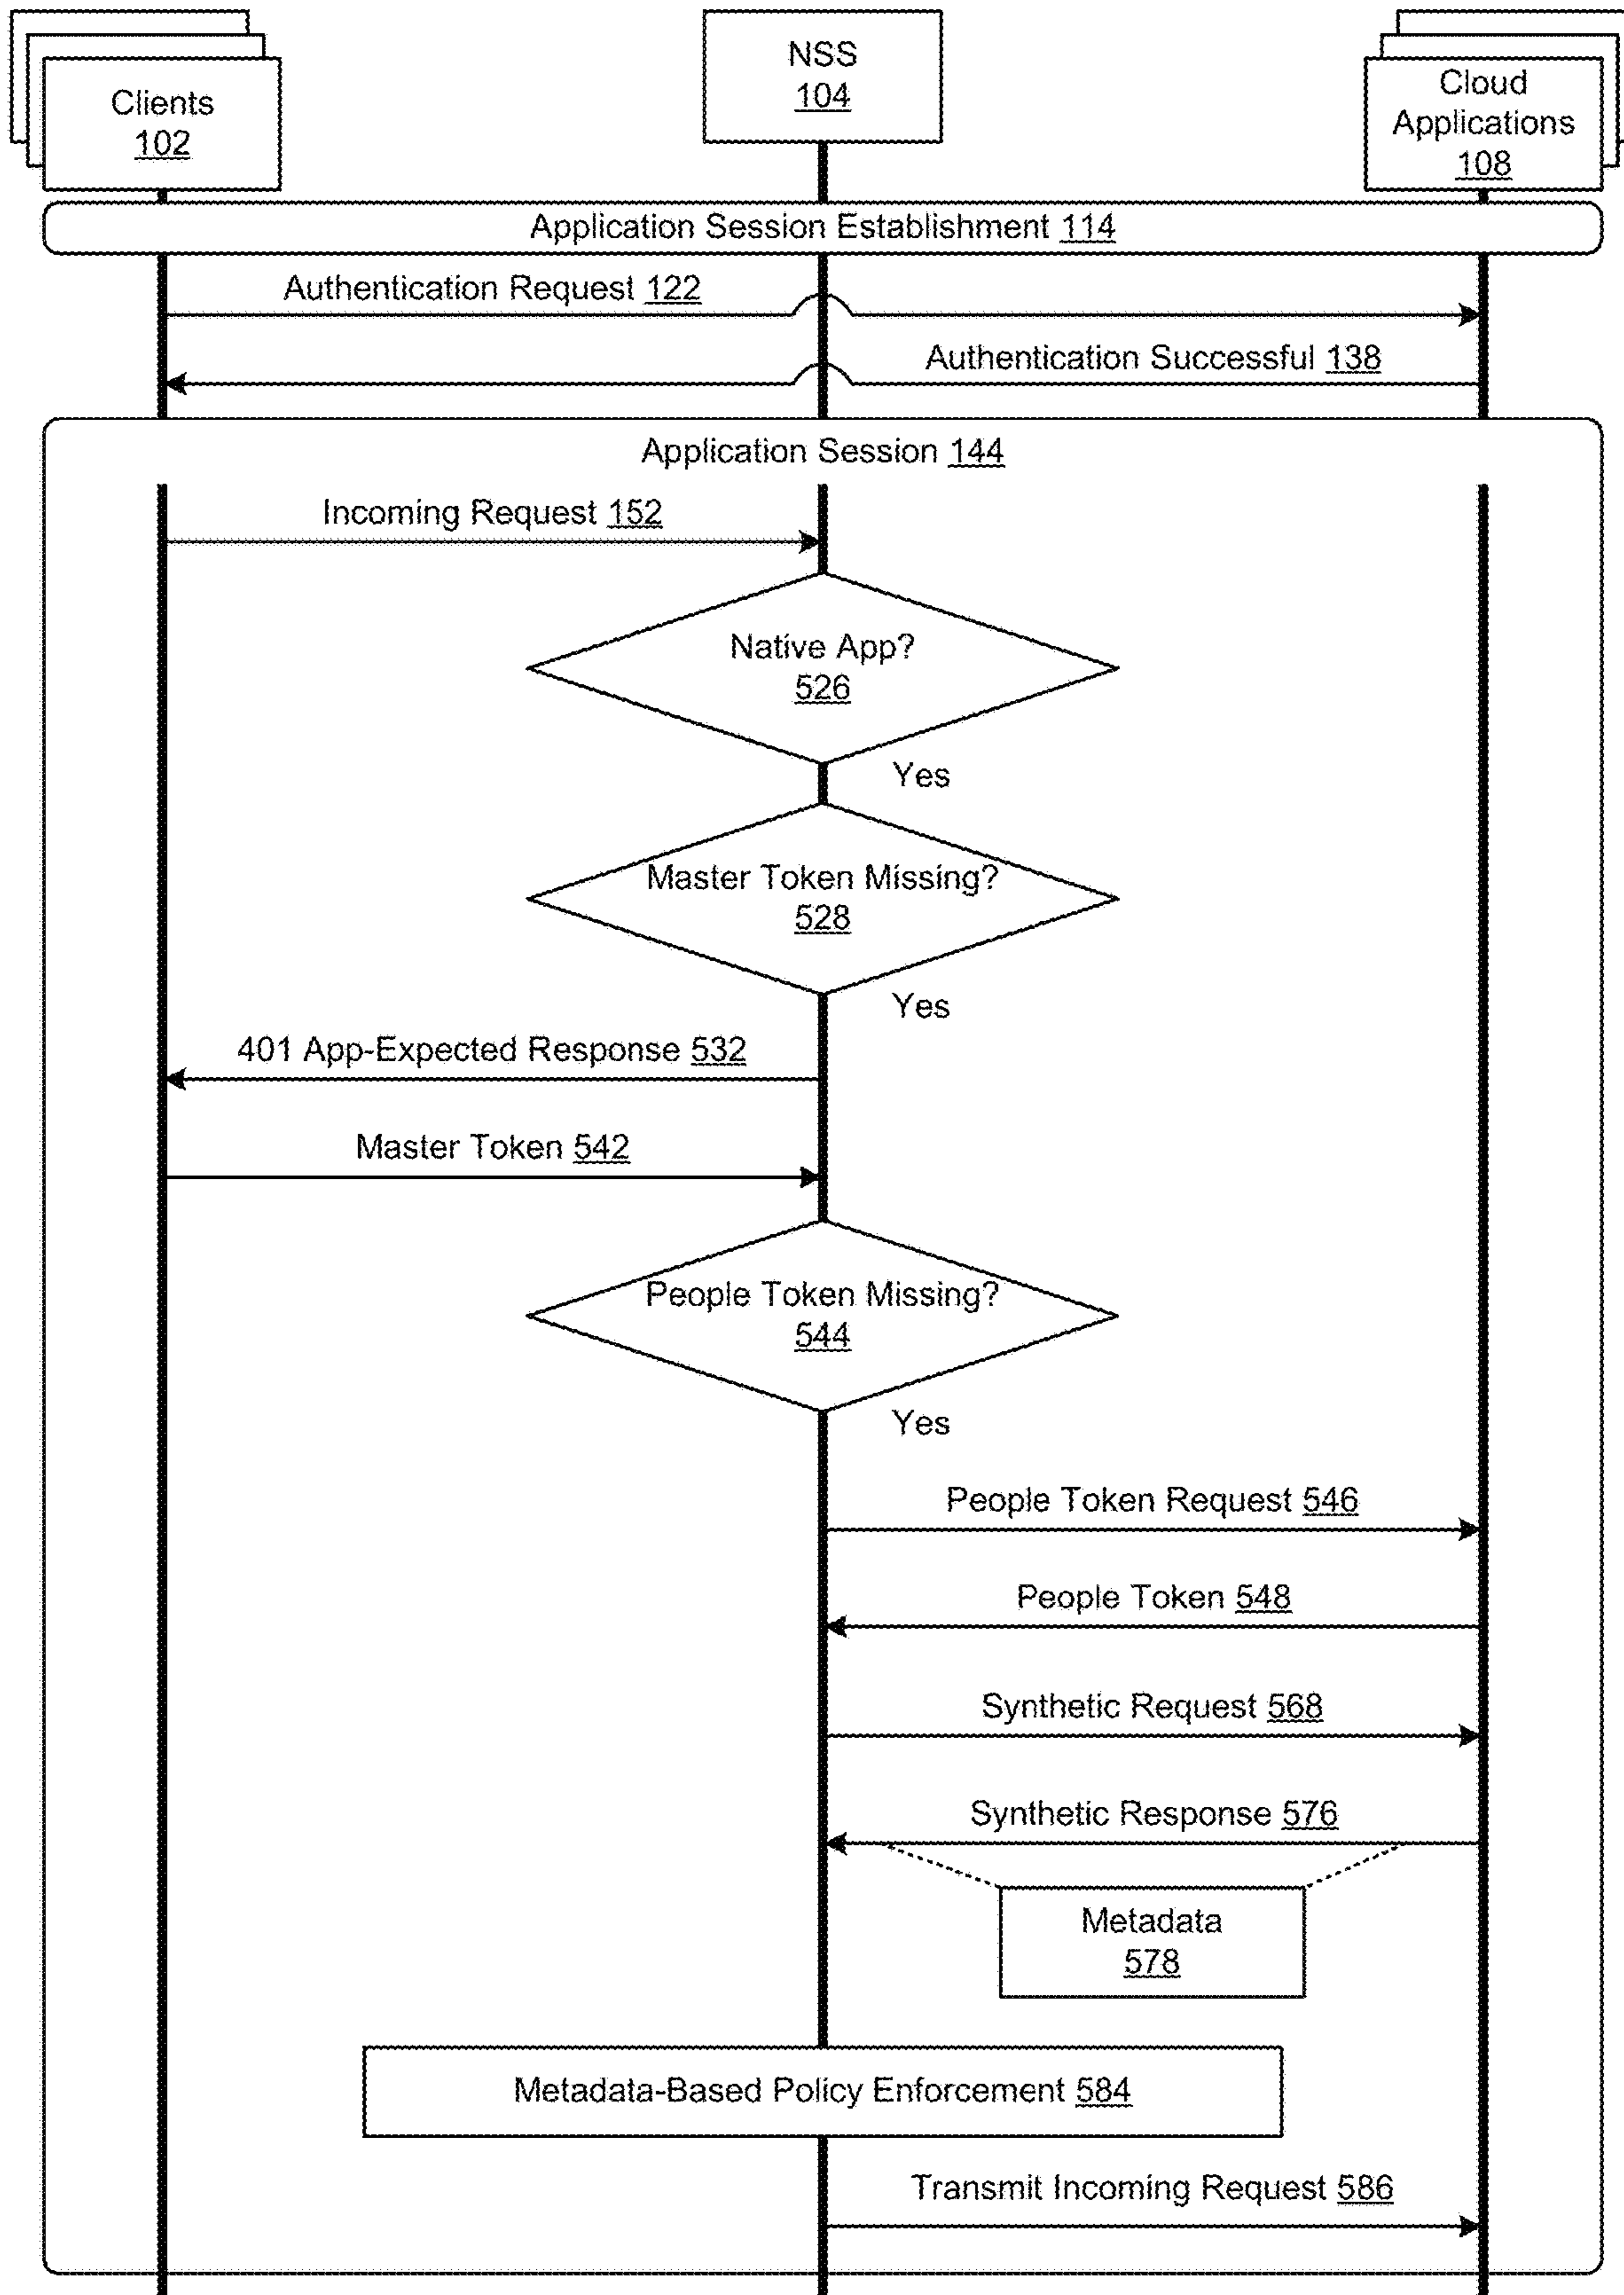 Clients
102
NSS
104
Cloud
Applications
108
Application Session Establishment 114
Authentication Request 122
Authentication Successful 138
Application Session 144
Incoming Request 152
Native App?
526
Yes
Master Token Missing?
528
Yes
401 App-Expected Response 532
Master Token 542
People Token Missing?
544
Yes
People Token Request 546
People Token 548
Synthetic Request 568
Synthetic Response 576
Metadata
578
Metadata-Based Policy Enforcement 584
Transmit Incoming Request 586